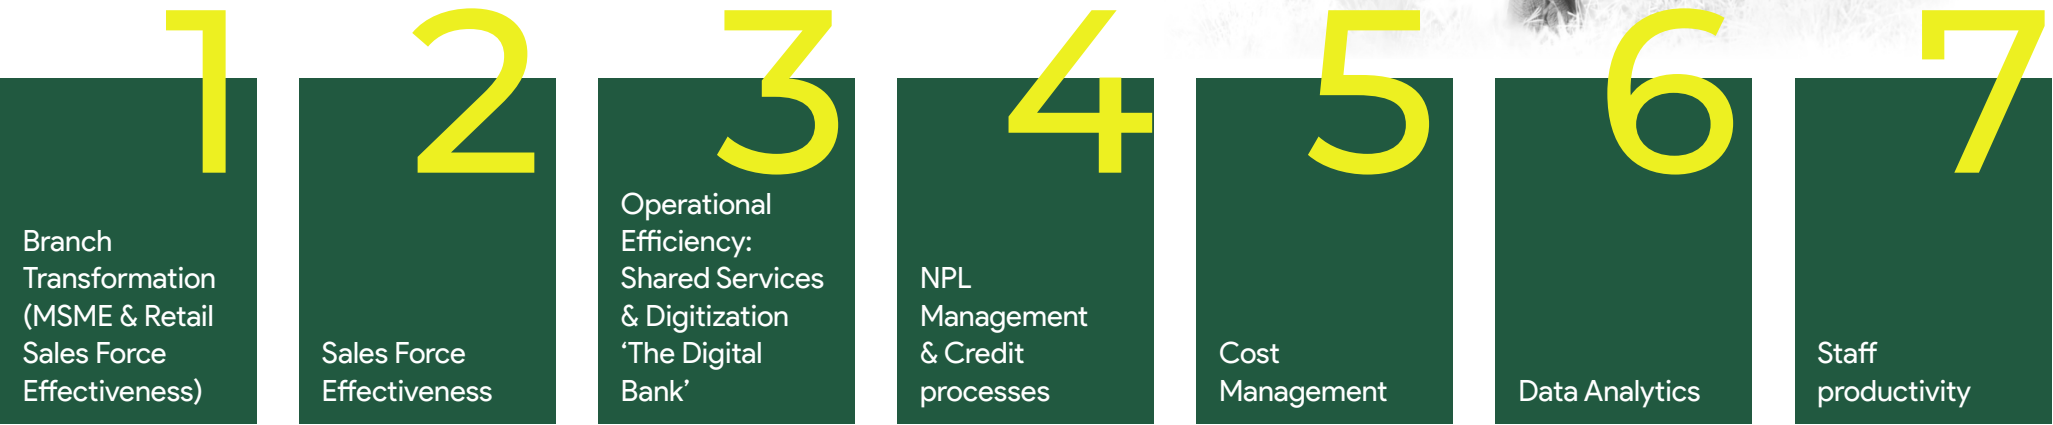 1
Branch
Transformation
(MSME & Retail
Sales Force
Effectiveness)
2
Sales Force
Effectiveness
3
Operational
Efficiency:
Shared Services
& Digitization
‘The Digital
Bank’
4
NPL
Management
& Credit
processes
5
Cost
Management
6
Data Analytics
7
Staff
productivity